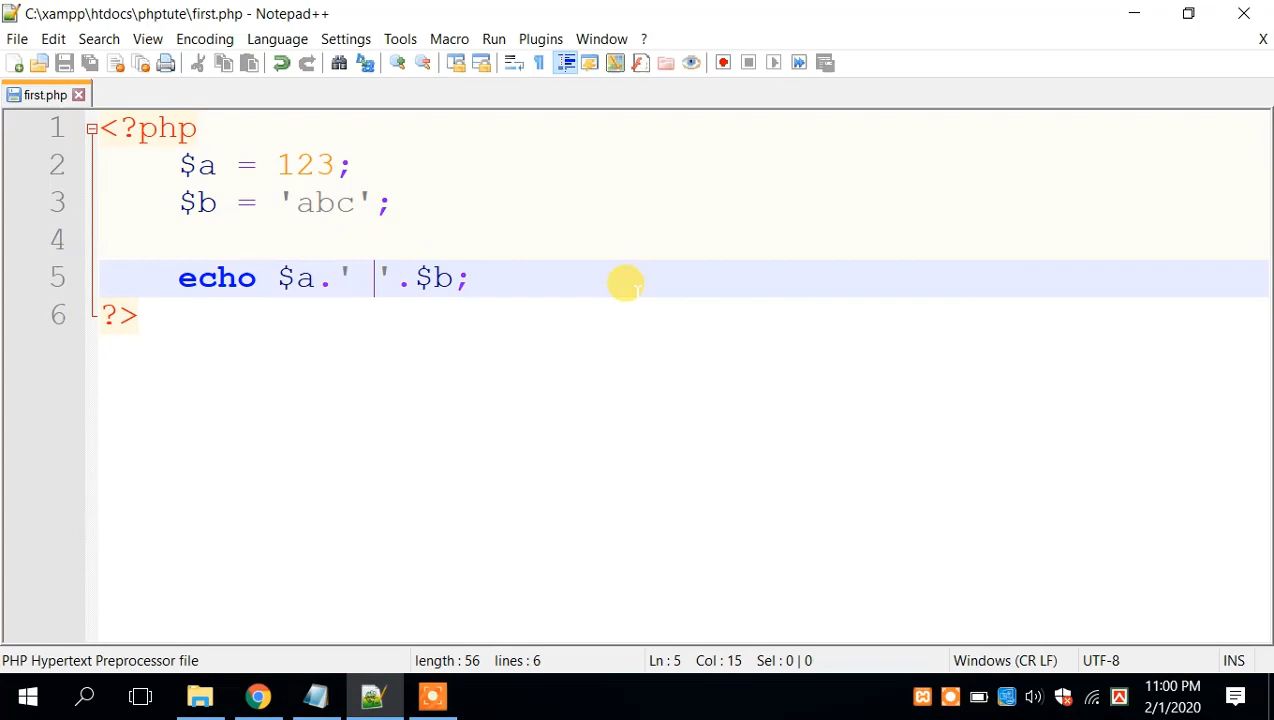 C:\xampp\htdocs\phptute\first.php - Notepad++
File Edit Search View Encoding Language Settings Tools Macro Run Plugins Window ? X
first.php
1 <?php
2 $a = 123;
3 $b = 'abc';
4
5 echo $a.' '.$b;
6 ?>
PHP Hypertext Preprocessor file length : 56 lines : 6 Ln : 5 Col : 15 Sel : 0 | 0 Windows (CR LF) UTF-8 INS
11:00 PM
2/1/2020